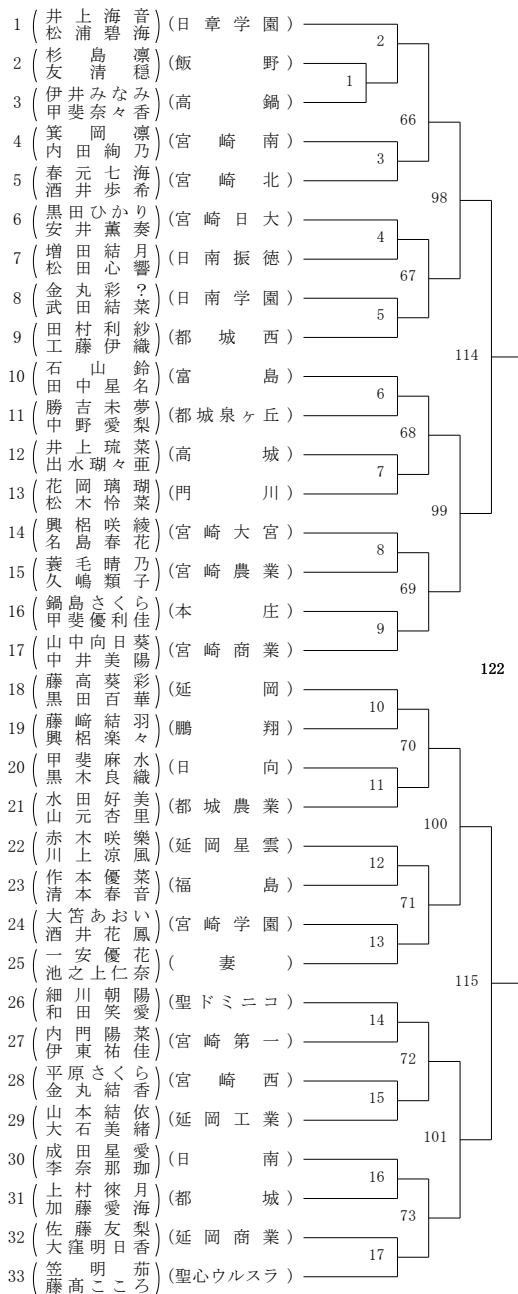 1 (井上海音 松浦碧海) (日章学園)
2 (杉島凛 友清穏) (飯野)
3 (伊井みなみ 甲斐奈々香) (高鍋)
4 (箕岡凛 内田絢乃) (宮崎南)
5 (春元七海 酒井歩希) (宮崎北)
6 (黒田ひかり 安井薫奏) (宮崎日大)
7 (増田結月 松田心響) (日南振徳)
8 (金丸彩? 武田結菜) (日南学園)
9 (田村利紗 工藤伊織) (都城西)
10 (石山鈴 田中星名) (富島)
11 (勝吉未夢 中野愛梨) (都城泉ヶ丘)
12 (井上琉菜 出水瑚々亜) (高城)
13 (花岡璃瑚 松木怜菜) (門川)
14 (興梠咲綾 名島春花) (宮崎大宮)
15 (蓑毛晴乃 久嶋類子) (宮崎農業)
16 (鍋島さくら 甲斐優利佳) (本庄)
17 (山中向日葵 中井美陽) (宮崎商業)
18 (藤高葵彩 黒田百華) (延岡)
19 (藤﨑結羽 興梠楽々) (鵬翔)
20 (甲斐麻水 黒木良織) (日向)
21 (水田好美 山元杏里) (都城農業)
22 (赤木咲樂 川上凉風) (延岡星雲)
23 (作本優菜 清本春音) (福島)
24 (大笘あおい 酒井花鳳) (宮崎学園)
25 (一安優花 池之上仁奈) (妻)
26 (細川朝陽 和田笑愛) (聖ドミニコ)
27 (内門陽菜 伊東祐佳) (宮崎第一)
28 (平原さくら 金丸結香) (宮崎西)
29 (山本結依 大石美緒) (延岡工業)
30 (成田星愛 李奈那珈) (日南)
31 (上村徠月 加藤愛海) (都城)
32 (佐藤友梨 大窪明日香) (延岡商業)
33 (笠明茄 藤髙こころ) (聖心ウルスラ)
1
2
3
4
5
6
7
8
9
10
11
12
13
14
15
16
17
66
67
68
69
70
71
72
73
98
99
100
101
114
115
122